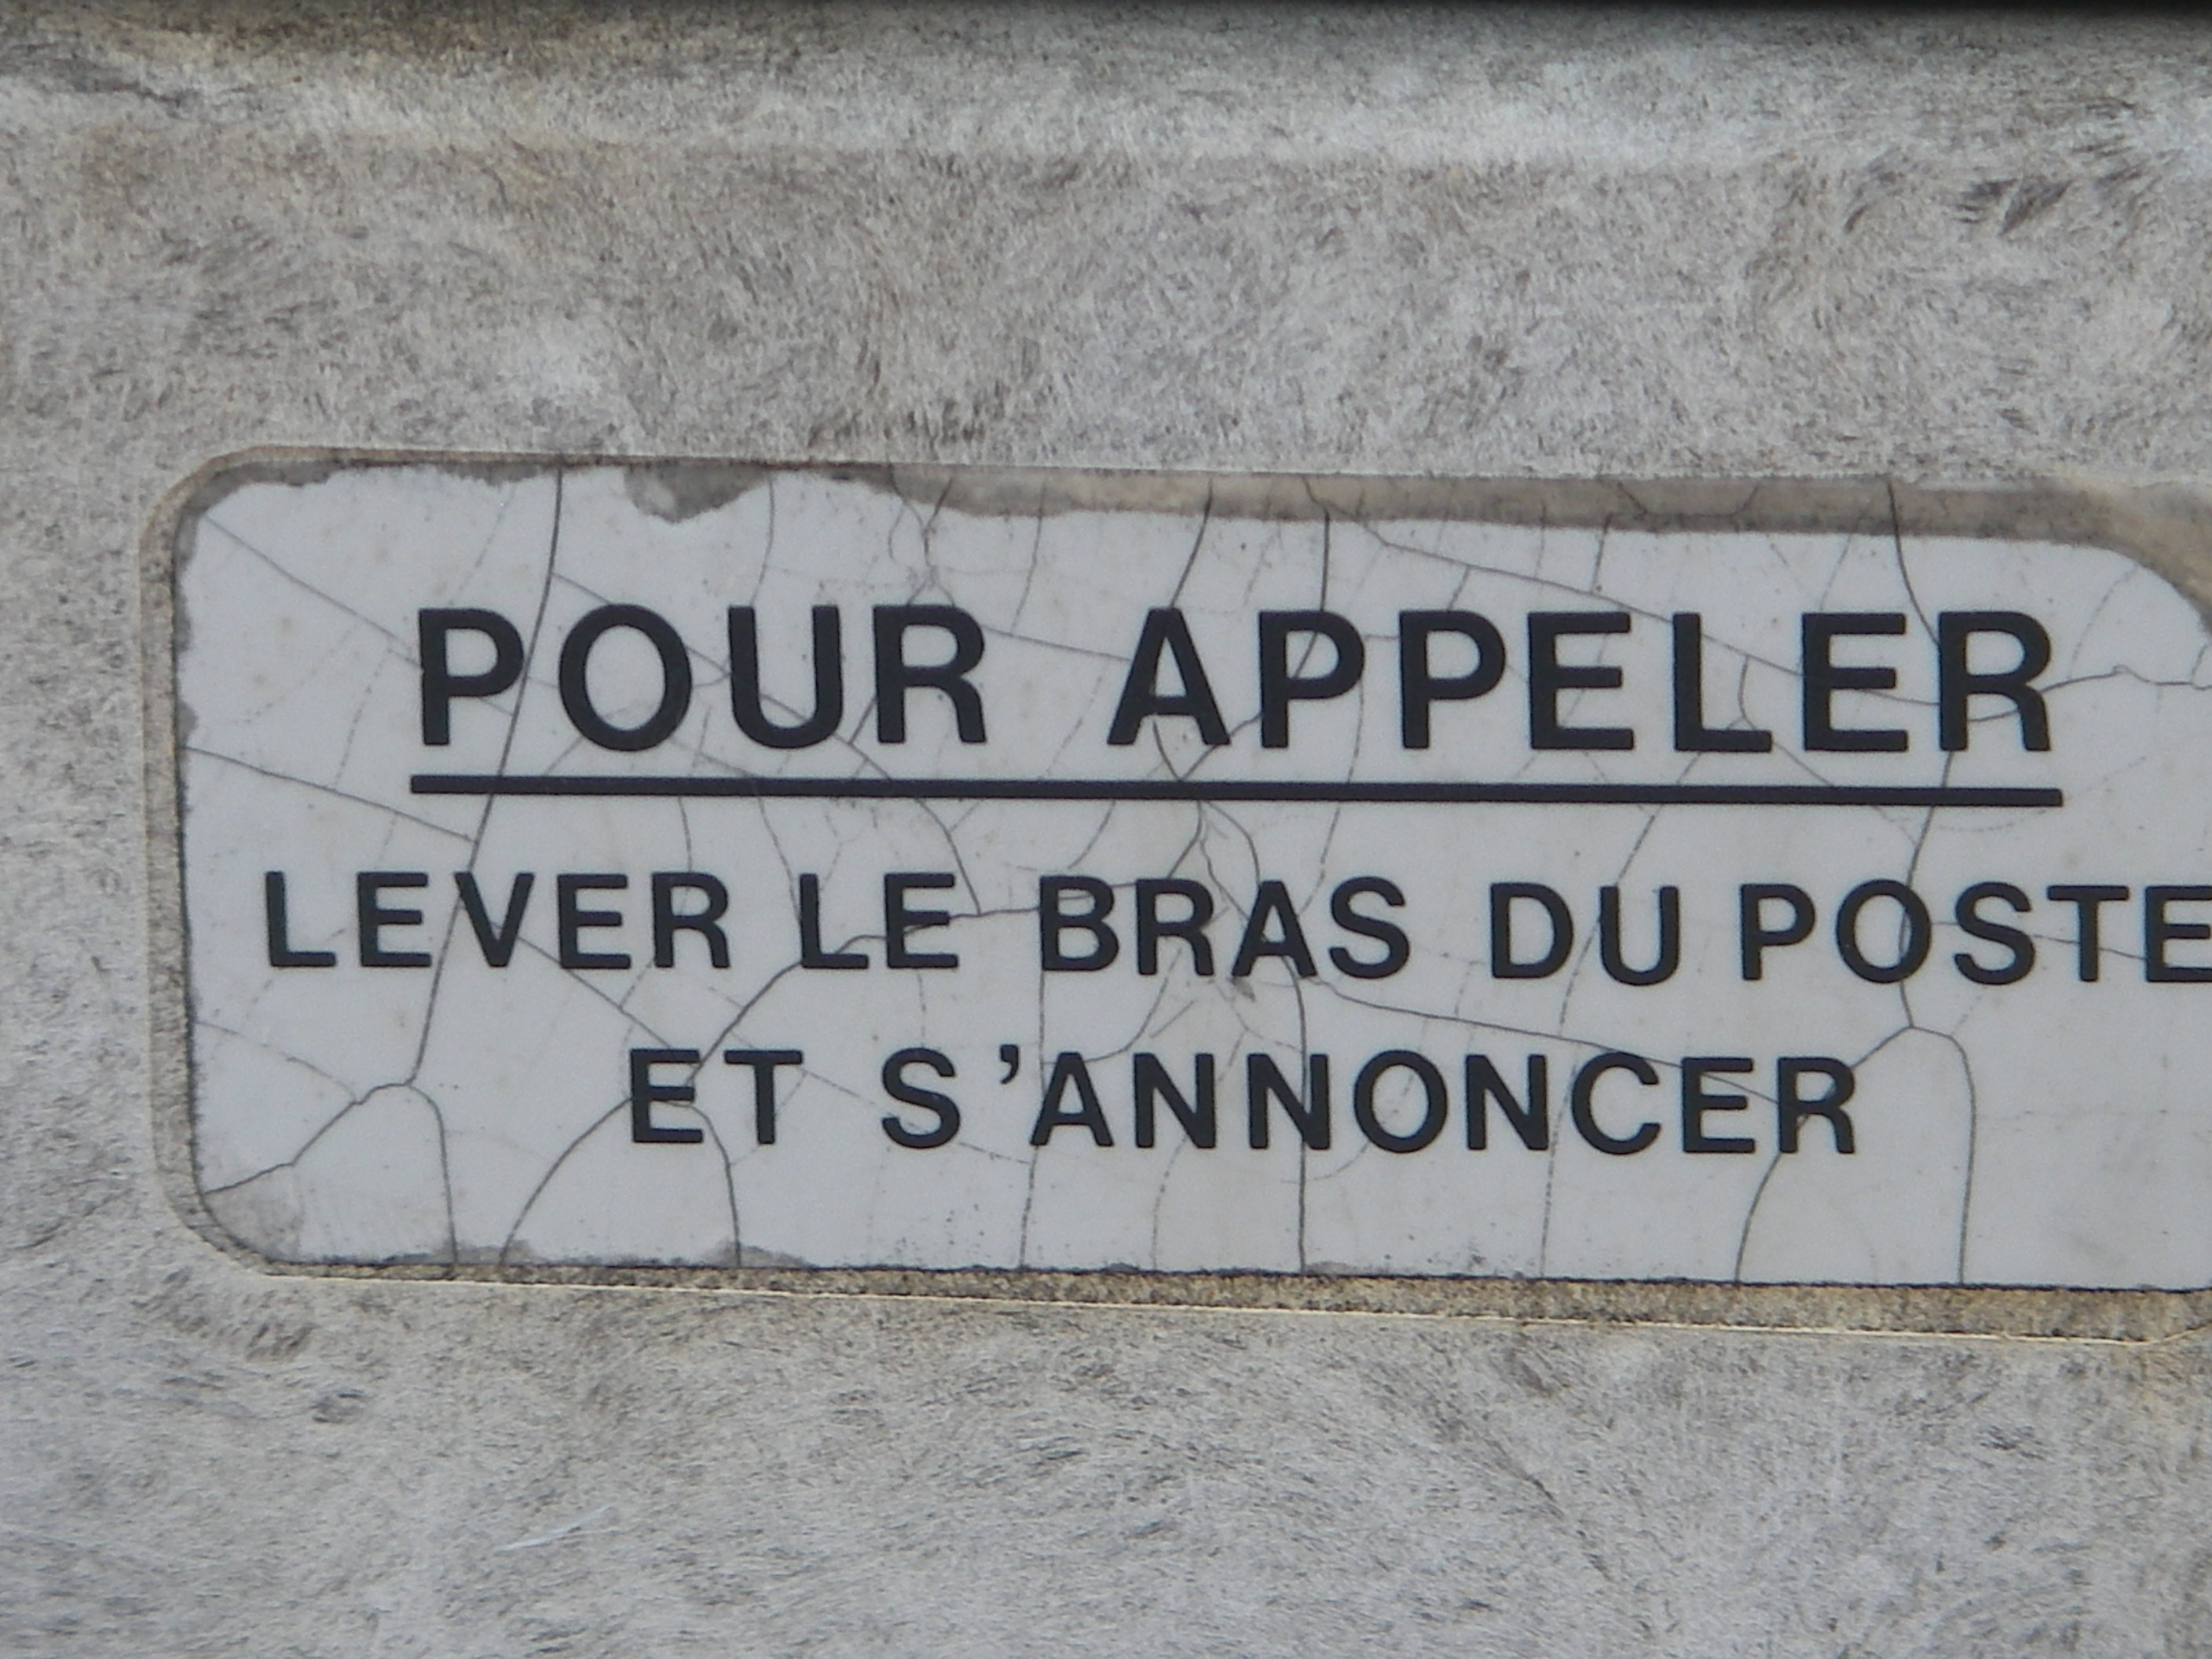 POUR APPELER
LEVER LE BRAS DU POSTE
ET S'ANNONCER